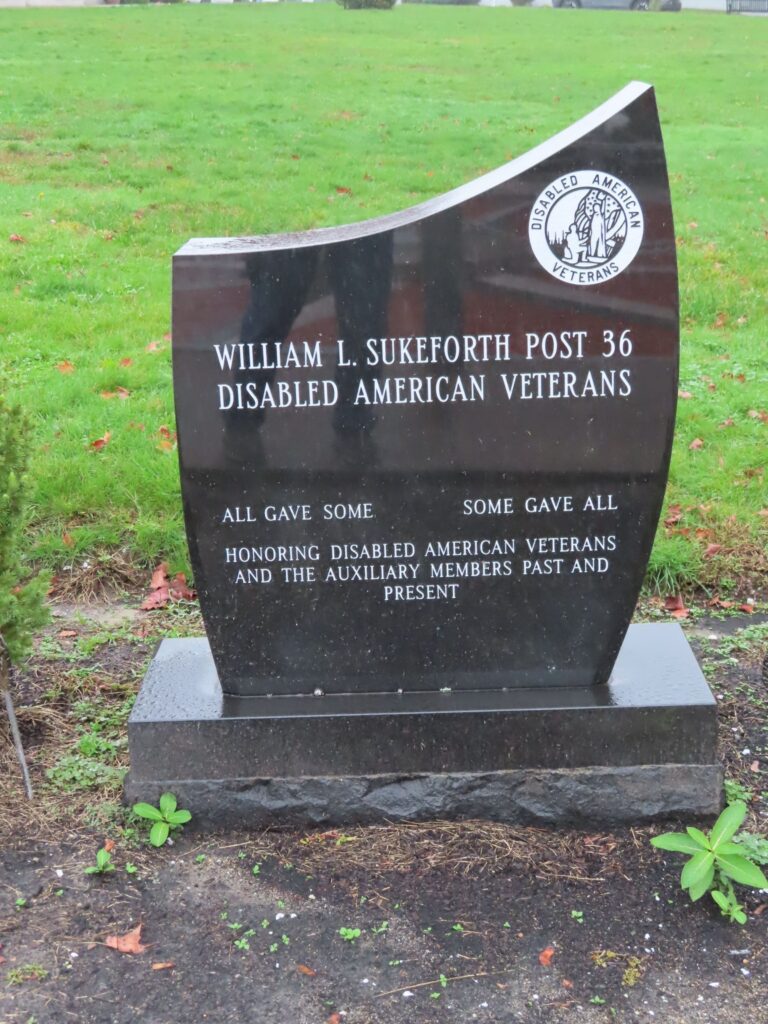 DISABLED AMERICAN
VETERANS
WILLIAM L. SUKEFORTH POST 36
DISABLED AMERICAN VETERANS
ALL GAVE SOME SOME GAVE ALL
HONORING DISABLED AMERICAN VETERANS
AND THE AUXILIARY MEMBERS PAST AND
PRESENT